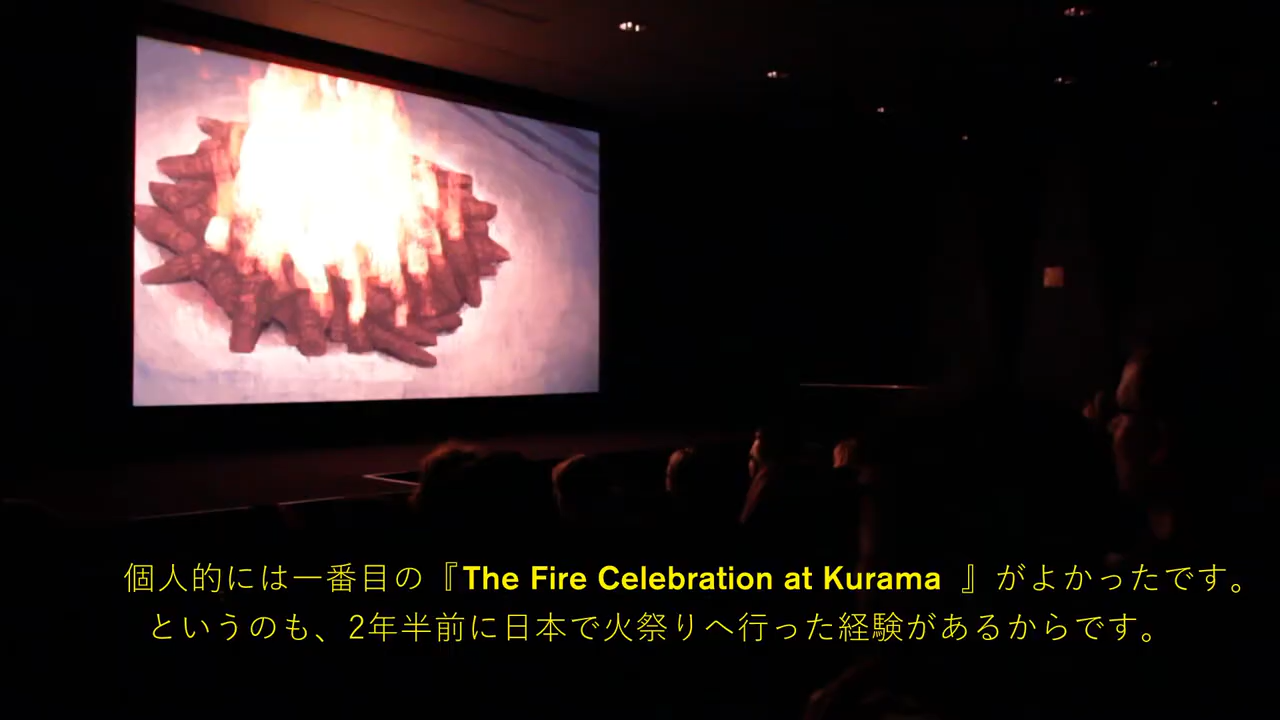 個人的には一番目の『The Fire Celebration at Kurama 』がよかったです。
というのも、2年半前に日本で火祭りへ行った経験があるからです。